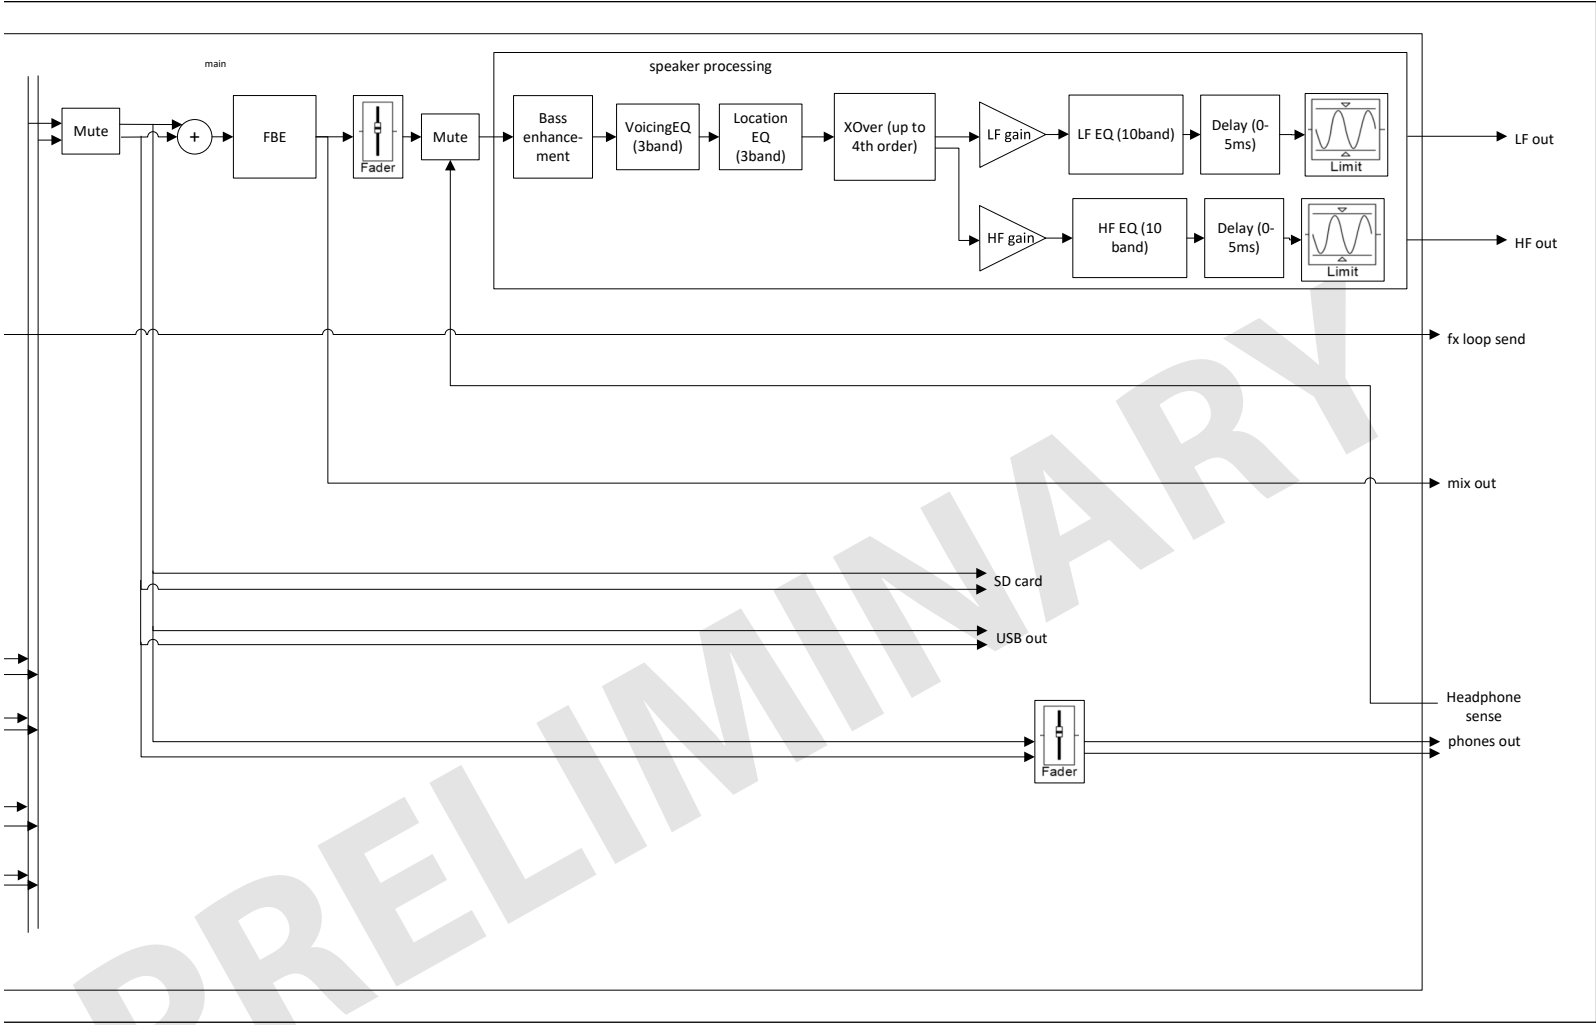 main
speaker processing
Mute
+
FBE
Fader
Mute
Bass
enhance-
ment
VoicingEQ
(3band)
Location
EQ
(3band)
XOver (up to
4th order)
LF gain
LF EQ (10band)
Delay (0-
5ms)
Limit
LF out
HF gain
HF EQ (10
band)
Delay (0-
5ms)
Limit
HF out
fx loop send
mix out
SD card
USB out
Headphone
sense
phones out
Fader
PRELIMINARY